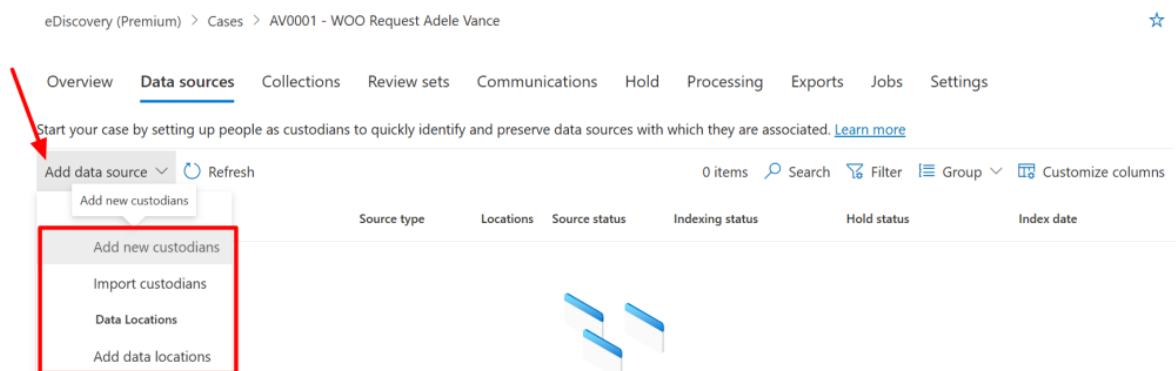 eDiscovery (Premium) > Cases > AV0001 - WOO Request Adele Vance
Overview Data sources Collections Review sets Communications Hold Processing Exports Jobs Settings
Start your case by setting up people as custodians to quickly identify and preserve data sources with which they are associated. Learn more
Add data source Refresh 0 items Search Filter Group Customize columns
Add new custodians
Source type Locations Source status Indexing status Hold status Index date
Add new custodians
Import custodians
Data Locations
Add data locations